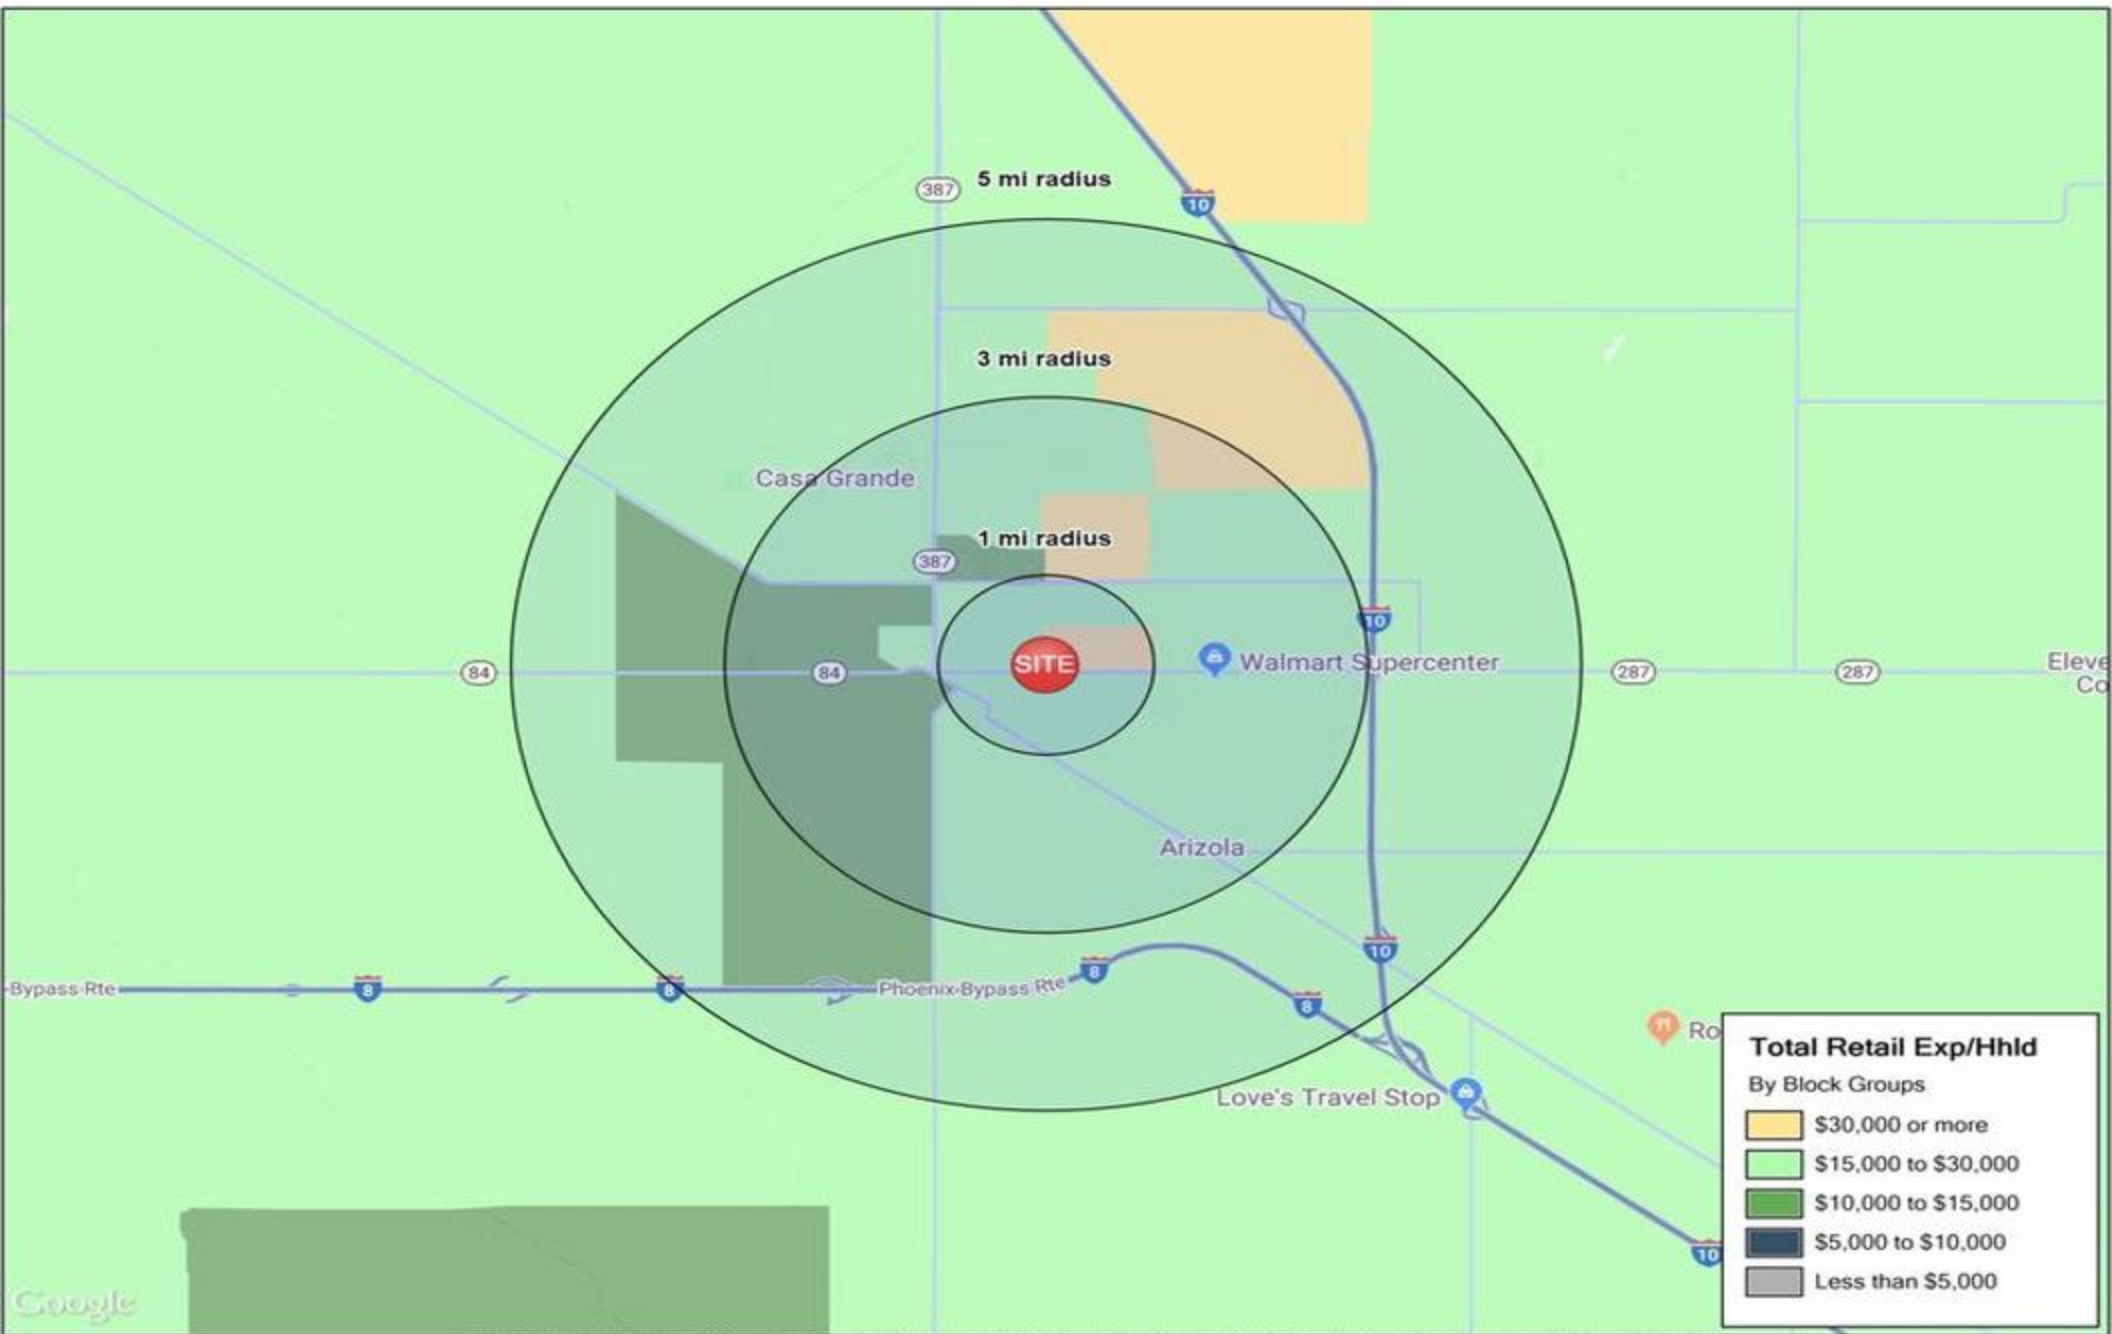 10
387
5 mi radius
3 mi radius
Casa Grande
387
1 mi radius
10
84
84
SITE
Walmart Supercenter
287
287
Eleve
Co
Arizola
10
Bypass Rte
8
8
Phoenix Bypass Rte
8
8
Love's Travel Stop
Ro
10
Total Retail Exp/Hhld
By Block Groups
$30,000 or more
$15,000 to $30,000
$10,000 to $15,000
$5,000 to $10,000
Less than $5,000
Google